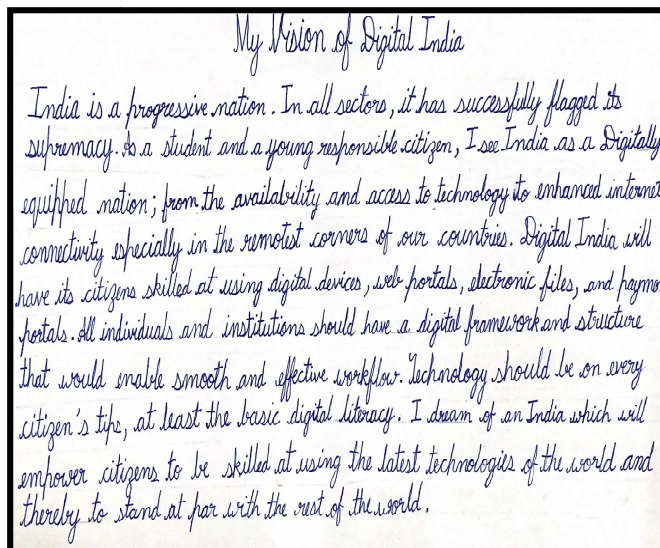 My Vision of Digital India
India is a progressive nation. In all sectors, it has successfully flagged its
supremacy. As a student and a young responsible citizen, I see India as a Digitally
equipped nation; from the availability and access to technology to enhanced internet
connectivity especially in the remotest corners of our countries. Digital India will
have its citizens skilled at using digital devices, web portals, electronic files, and
portals. All individuals and institutions should have a digital framework and structure
that would enable smooth and effective workflow. Technology should be on every
citizen's tips, at least the basic digital literacy. I dream of an India which will
empower citizens to be skilled at using the latest technologies of the world and
thereby to stand at par with the rest of the world.